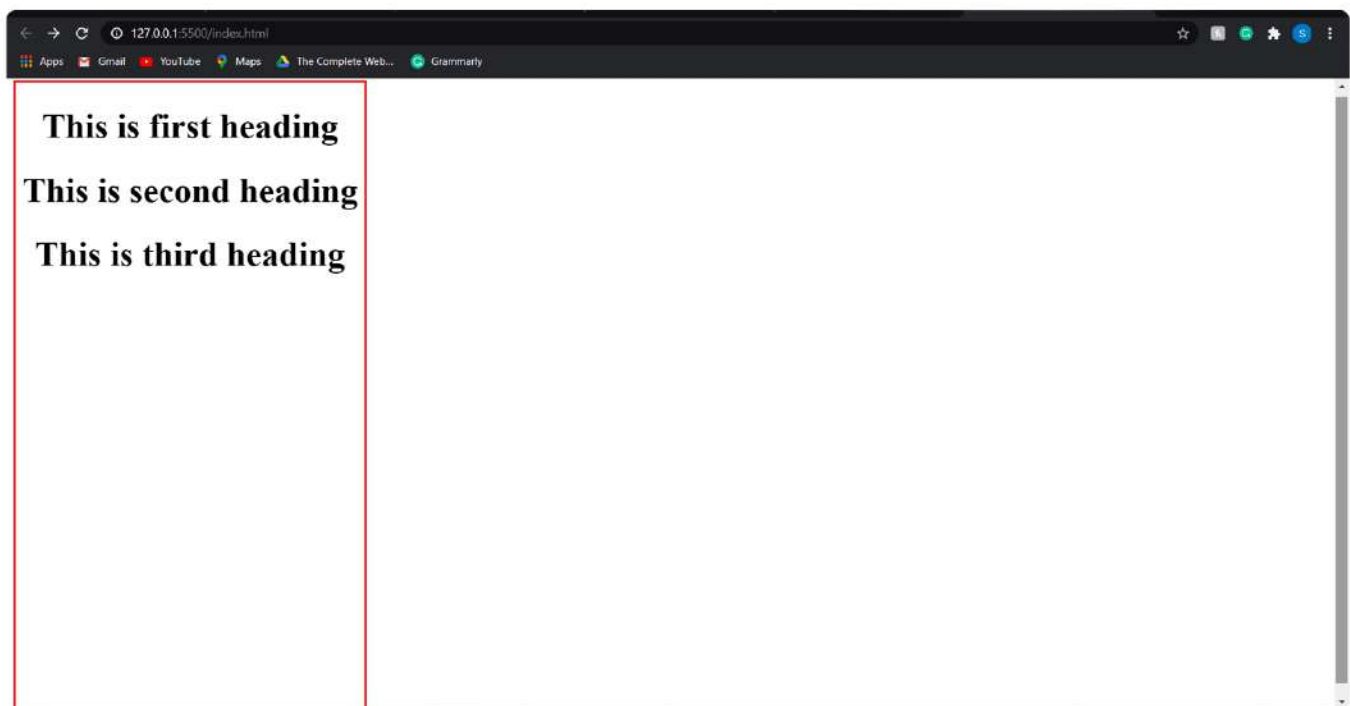 127.0.0.1:5500/index.html
Apps Gmail YouTube Maps The Complete Web... Grammarly
This is first heading
This is second heading
This is third heading